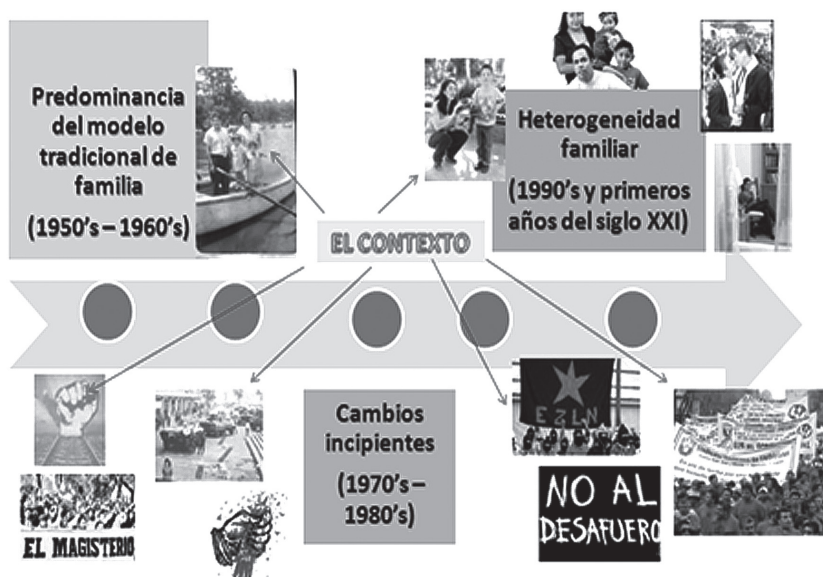 Predominancia
del modelo
tradicional de
familia
(1950's – 1960's)
Heterogeneidad
familiar
(1990's y primeros
años del siglo XXI)
EL CONTEXTO
Cambios
incipientes
(1970's –
1980's)
EZLN
NO AL
DESAFUERO
EL MAGISTERIO